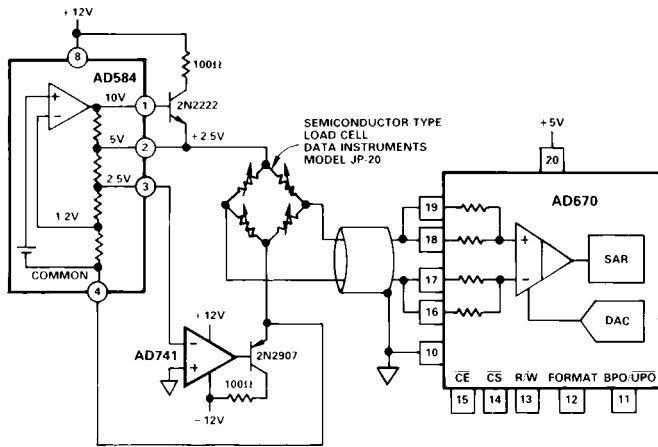 + 12V
8
AD584
100Ω
10V
1
2N2222
5V
2
+ 2.5V
2.5V
3
1.2V
COMMON
4
SEMICONDUCTOR-TYPE
LOAD CELL
DATA INSTRUMENTS
MODEL JP-20
+ 12V
AD741
2N2907
100Ω
- 12V
+ 5V
20
AD670
19
18
17
16
10
SAR
DAC
CE CS R/W FORMAT BPO/UPO
15 14 13 12 11